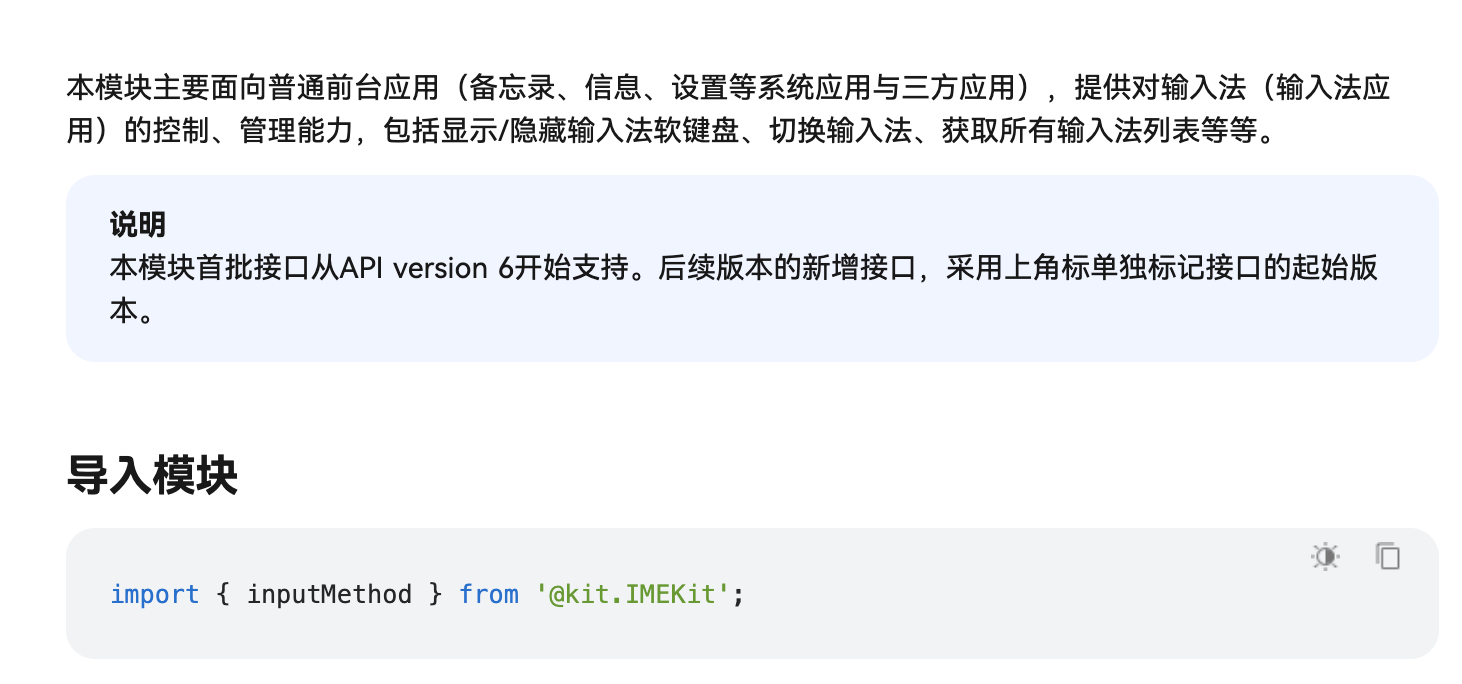 本模块主要面向普通前台应用（备忘录、信息、设置等系统应用与三方应用），提供对输入法（输入法应
用）的控制、管理能力，包括显示/隐藏输入法软键盘、切换输入法、获取所有输入法列表等等。
说明
本模块首批接口从API version 6开始支持。后续版本的新增接口，采用上角标单独标记接口的起始版
本。
导入模块
import { inputMethod } from '@kit.IMEKit';